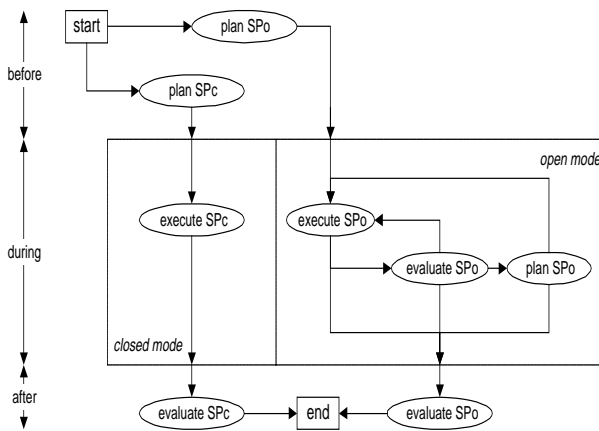 start
plan SPo
before
plan SPc
open mode
execute SPc
execute SPo
during
evaluate SPo
plan SPo
closed mode
after
evaluate SPc
end
evaluate SPo